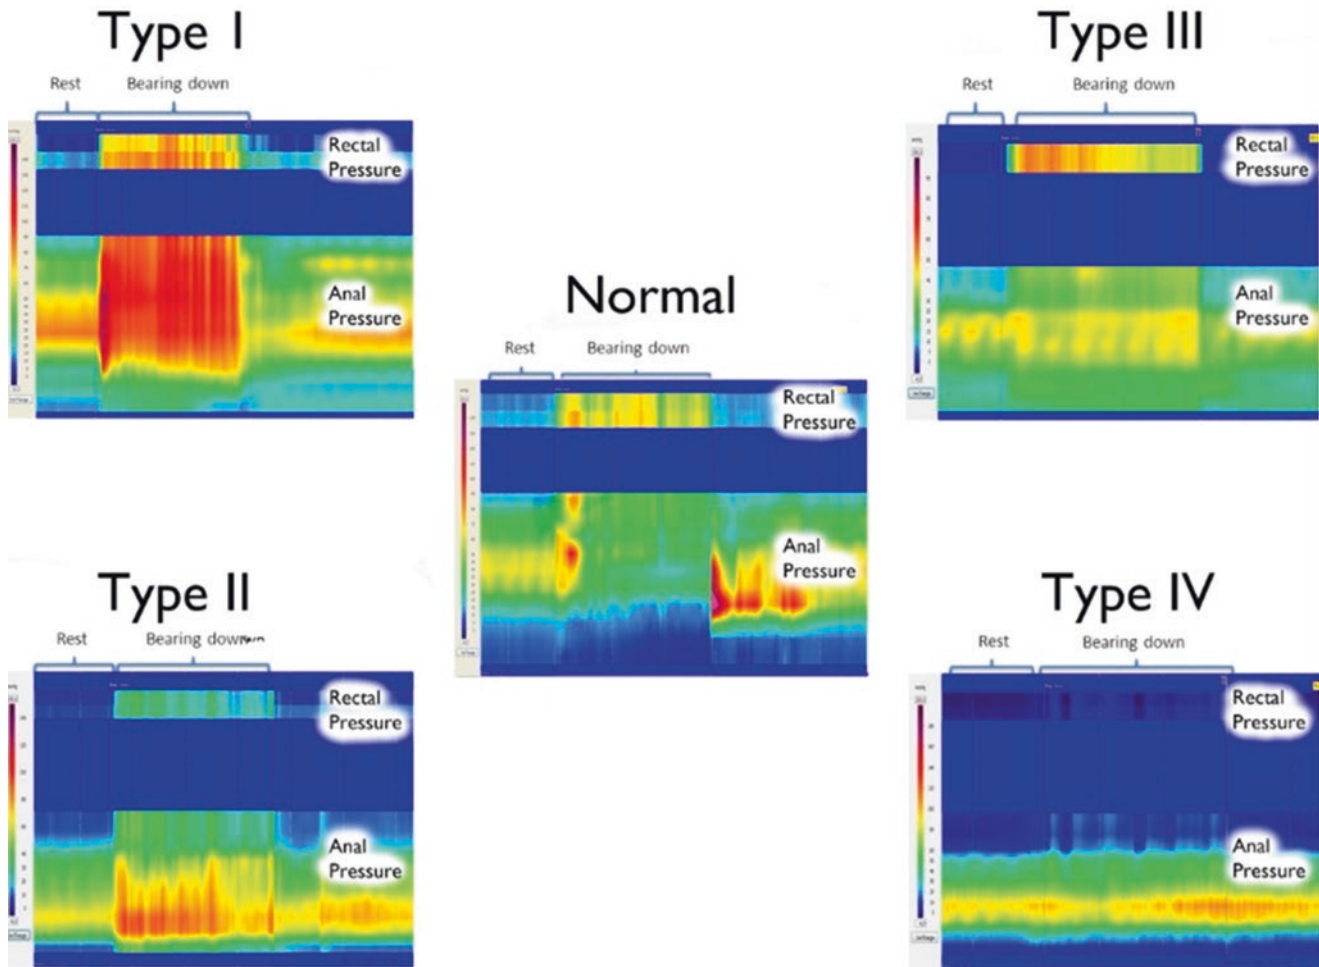 Type I
Rest
Bearing down
Rectal
Pressure
Anal
Pressure
Type III
Rest
Bearing down
Rectal
Pressure
Anal
Pressure
Normal
Rest
Bearing down
Rectal
Pressure
Anal
Pressure
Type II
Rest
Bearing down
Rectal
Pressure
Anal
Pressure
Type IV
Rest
Bearing down
Rectal
Pressure
Anal
Pressure